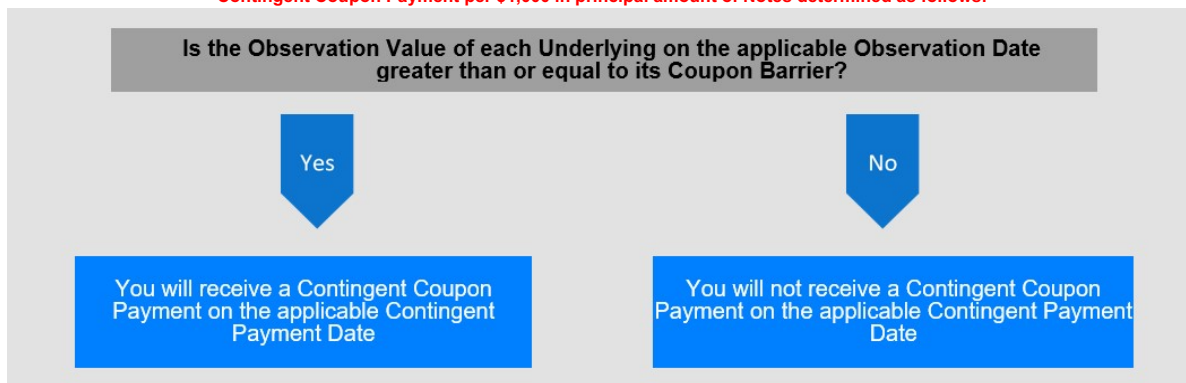 Contingent Coupon Payment per $1,000 in principal amount of Notes determined as follows:
Is the Observation Value of each Underlying on the applicable Observation Date
greater than or equal to its Coupon Barrier?
Yes
No
You will receive a Contingent Coupon
Payment on the applicable Contingent
Payment Date
You will not receive a Contingent Coupon
Payment on the applicable Contingent Payment
Date